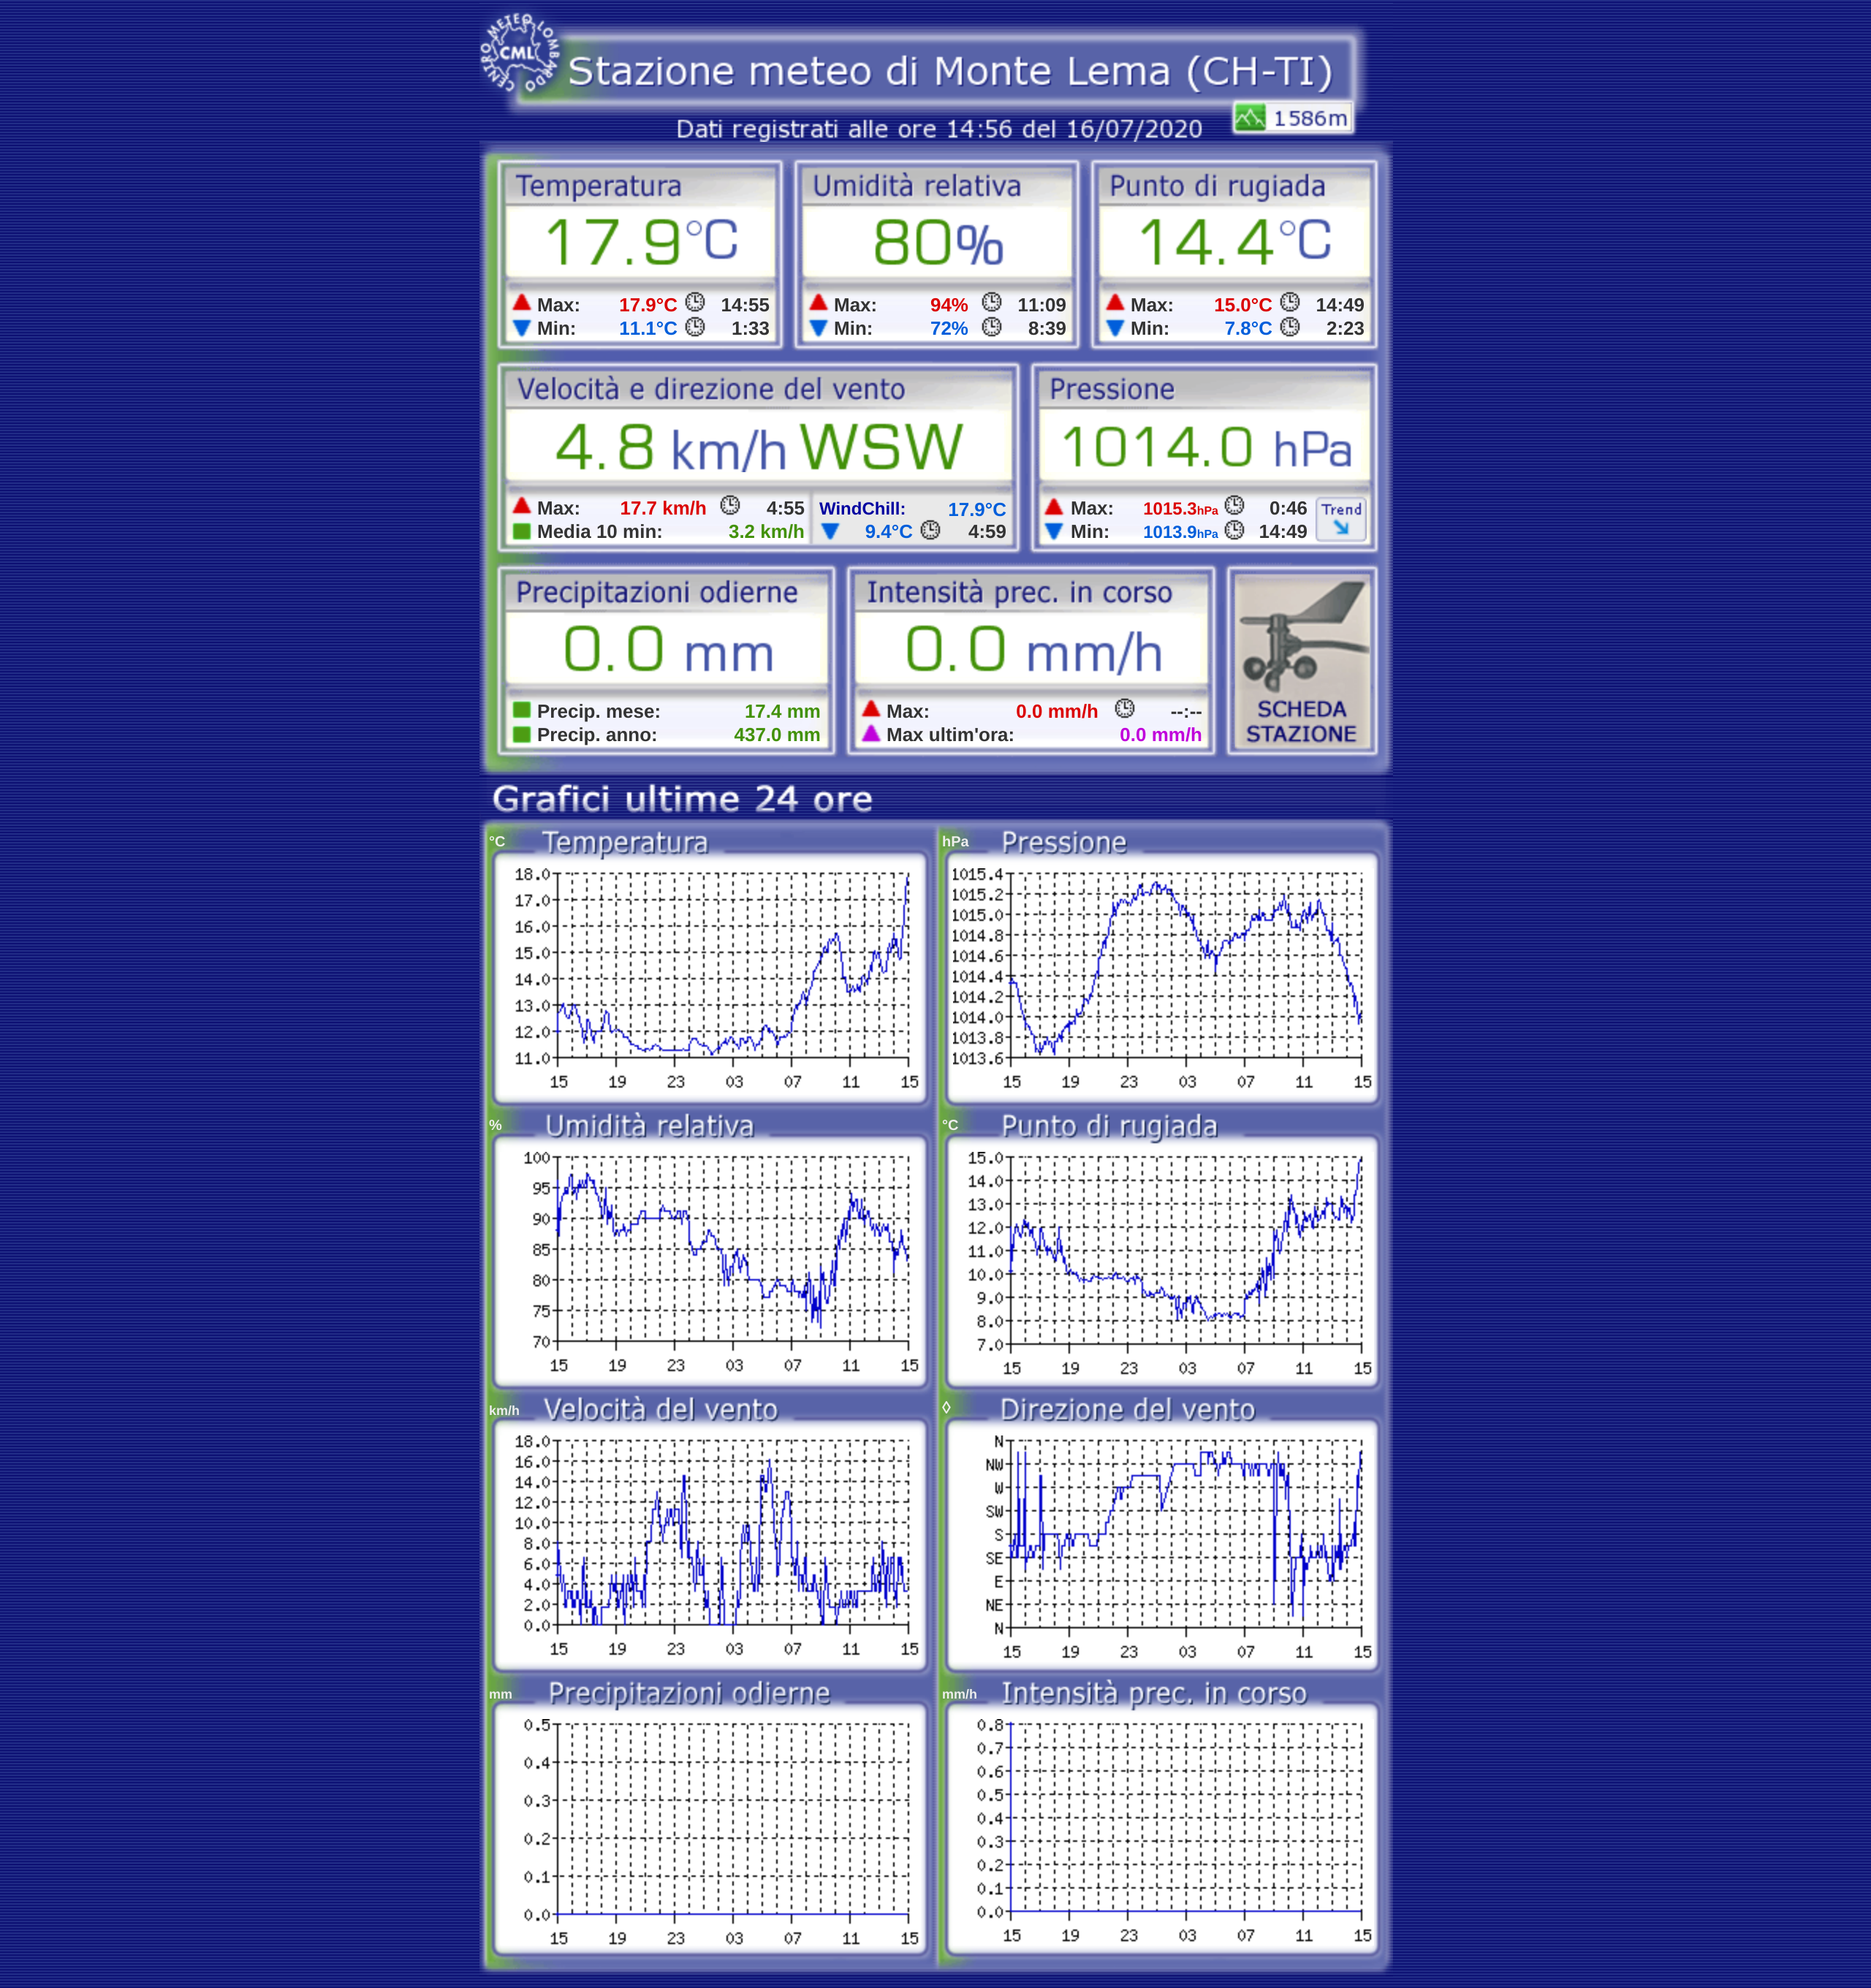 CENTRO METEO LOMBARDO
CML
Stazione meteo di Monte Lema (CH-TI)
1586m
Dati registrati alle ore 14:56 del 16/07/2020
Temperatura
17.9°C
Max: 17.9°C 14:55
Min: 11.1°C 1:33
Umidità relativa
80%
Max: 94% 11:09
Min: 72% 8:39
Punto di rugiada
14.4°C
Max: 15.0°C 14:49
Min: 7.8°C 2:23
Velocità e direzione del vento
4.8 km/h WSW
Max: 17.7 km/h 4:55
Media 10 min: 3.2 km/h
WindChill: 17.9°C
9.4°C 4:59
Pressione
1014.0 hPa
Max: 1015.3hPa 0:46
Min: 1013.9hPa 14:49
Trend
Precipitazioni odierne
0.0 mm
Precip. mese: 17.4 mm
Precip. anno: 437.0 mm
Intensità prec. in corso
0.0 mm/h
Max: 0.0 mm/h --:--
Max ultim'ora: 0.0 mm/h
SCHEDA
STAZIONE
Grafici ultime 24 ore
°C Temperatura
18.0
17.0
16.0
15.0
14.0
13.0
12.0
11.0
15 19 23 03 07 11 15
hPa Pressione
1015.4
1015.2
1015.0
1014.8
1014.6
1014.4
1014.2
1014.0
1013.8
1013.6
15 19 23 03 07 11 15
% Umidità relativa
100
95
90
85
80
75
70
15 19 23 03 07 11 15
°C Punto di rugiada
15.0
14.0
13.0
12.0
11.0
10.0
9.0
8.0
7.0
15 19 23 03 07 11 15
km/h Velocità del vento
18.0
16.0
14.0
12.0
10.0
8.0
6.0
4.0
2.0
0.0
15 19 23 03 07 11 15
◊ Direzione del vento
N
NW
W
SW
S
SE
E
NE
N
15 19 23 03 07 11 15
mm Precipitazioni odierne
0.5
0.4
0.3
0.2
0.1
0.0
15 19 23 03 07 11 15
mm/h Intensità prec. in corso
0.8
0.7
0.6
0.5
0.4
0.3
0.2
0.1
0.0
15 19 23 03 07 11 15